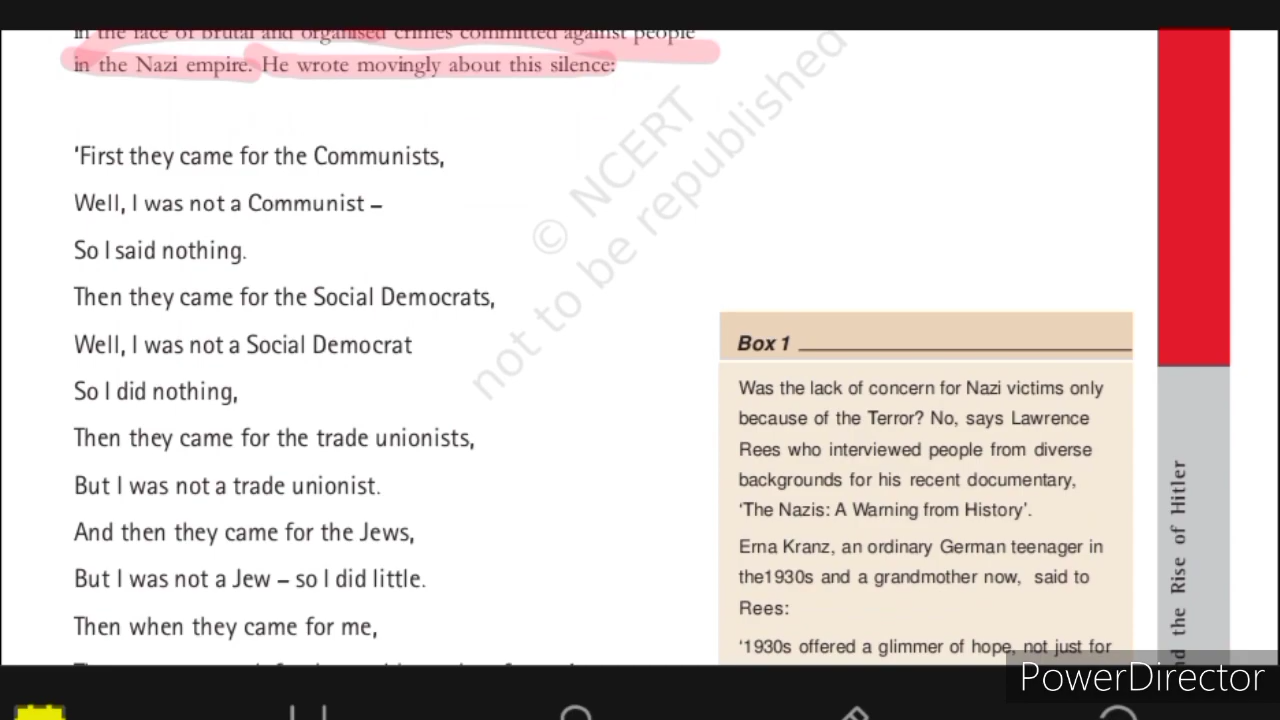 in the face of brutal and organised crimes committed against people
in the Nazi empire. He wrote movingly about this silence:
'First they came for the Communists,
Well, I was not a Communist –
So I said nothing.
Then they came for the Social Democrats,
Well, I was not a Social Democrat
So I did nothing,
Then they came for the trade unionists,
But I was not a trade unionist.
And then they came for the Jews,
But I was not a Jew – so I did little.
Then when they came for me,
© NCERT
not to be republished
Box 1
Was the lack of concern for Nazi victims only
because of the Terror? No, says Lawrence
Rees who interviewed people from diverse
backgrounds for his recent documentary,
‘The Nazis: A Warning from History’.
Erna Kranz, an ordinary German teenager in
the1930s and a grandmother now, said to
Rees:
‘1930s offered a glimmer of hope, not just for
the Rise of Hitler
PowerDirector